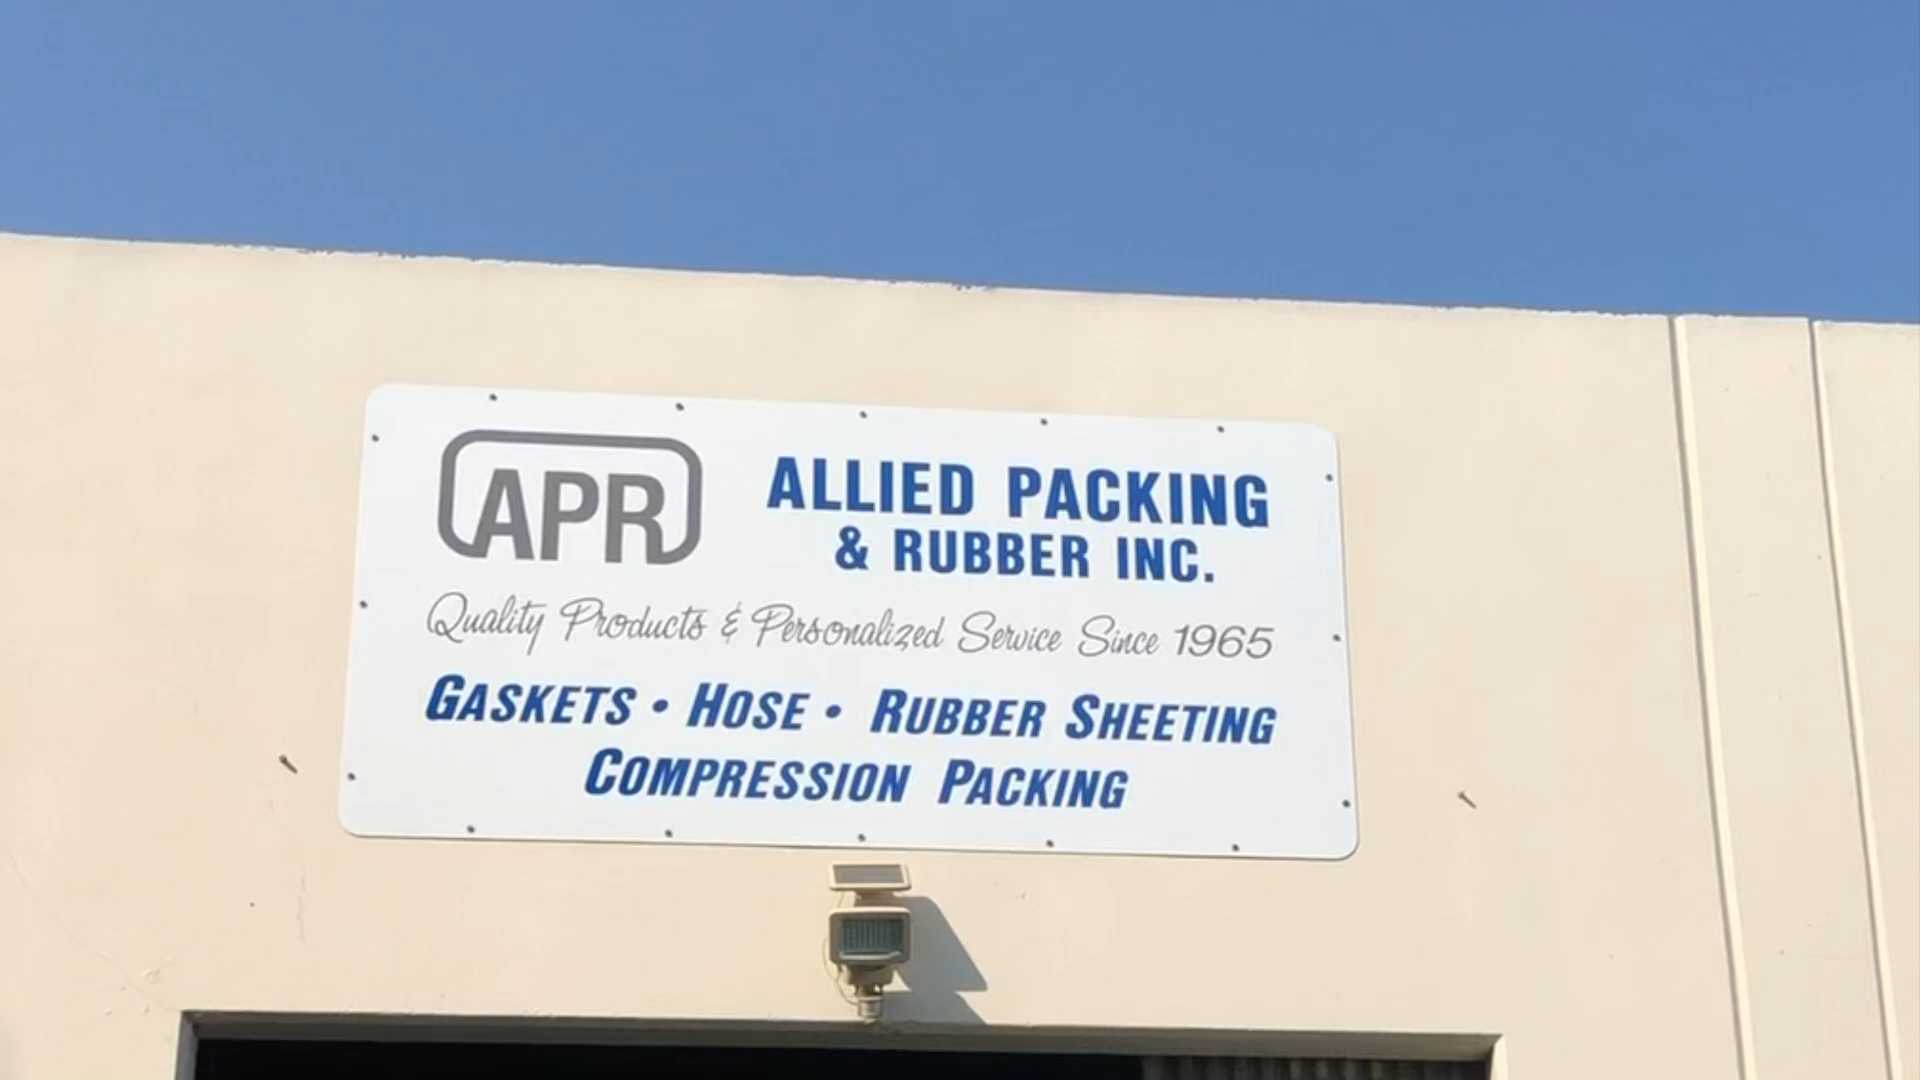 APR
ALLIED PACKING
& RUBBER INC.
Quality Products & Personalized Service Since 1965
GASKETS • HOSE • RUBBER SHEETING
COMPRESSION PACKING